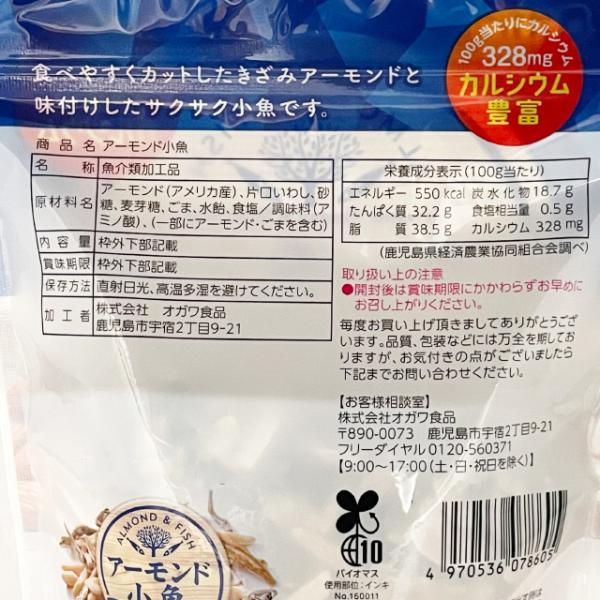 食べやすくカットしたきざみアーモンドと
味付けしたサクサク小魚です。
100g当たりにカルシウム
328mg
カルシウム
豊富
商品名 アーモンド小魚
名称 魚介類加工品
原材料名 アーモンド(アメリカ産)、片口いわし、砂
糖、麦芽糖、ごま、水飴、食塩/調味料(ア
ミノ酸)、(一部にアーモンド・ごまを含む)
内容量 枠外下部記載
賞味期限 枠外下部記載
保存方法 直射日光、高温多湿を避けてください。
加工者 株式会社 オガワ食品
鹿児島市宇宿2丁目9-21
栄養成分表示(100g当たり)
エネルギー 550kcal 炭水化物 18.7g
たんぱく質 32.2g 食塩相当量 0.5g
脂質 38.5g カルシウム 328mg
(鹿児島県経済農業協同組合会調べ)
取り扱い上の注意
●開封後は賞味期限にかかわらずお早めに
お召し上がりください。
毎度お買い上げ頂きましてありがとうござ
います。品質、包装などには万全を期してお
りますが、お気付きの点がございましたら
下記までお問い合わせください。
【お客様相談室】
株式会社オガワ食品
〒890-0073 鹿児島市宇宿2丁目9-21
フリーダイヤル0120-560371
【9:00~17:00(土・日・祝日を除く)】
ALMOND & FISH
アーモンド
小魚
10
バイオマス
使用部位:インキ
No.160011
4 970536 078605